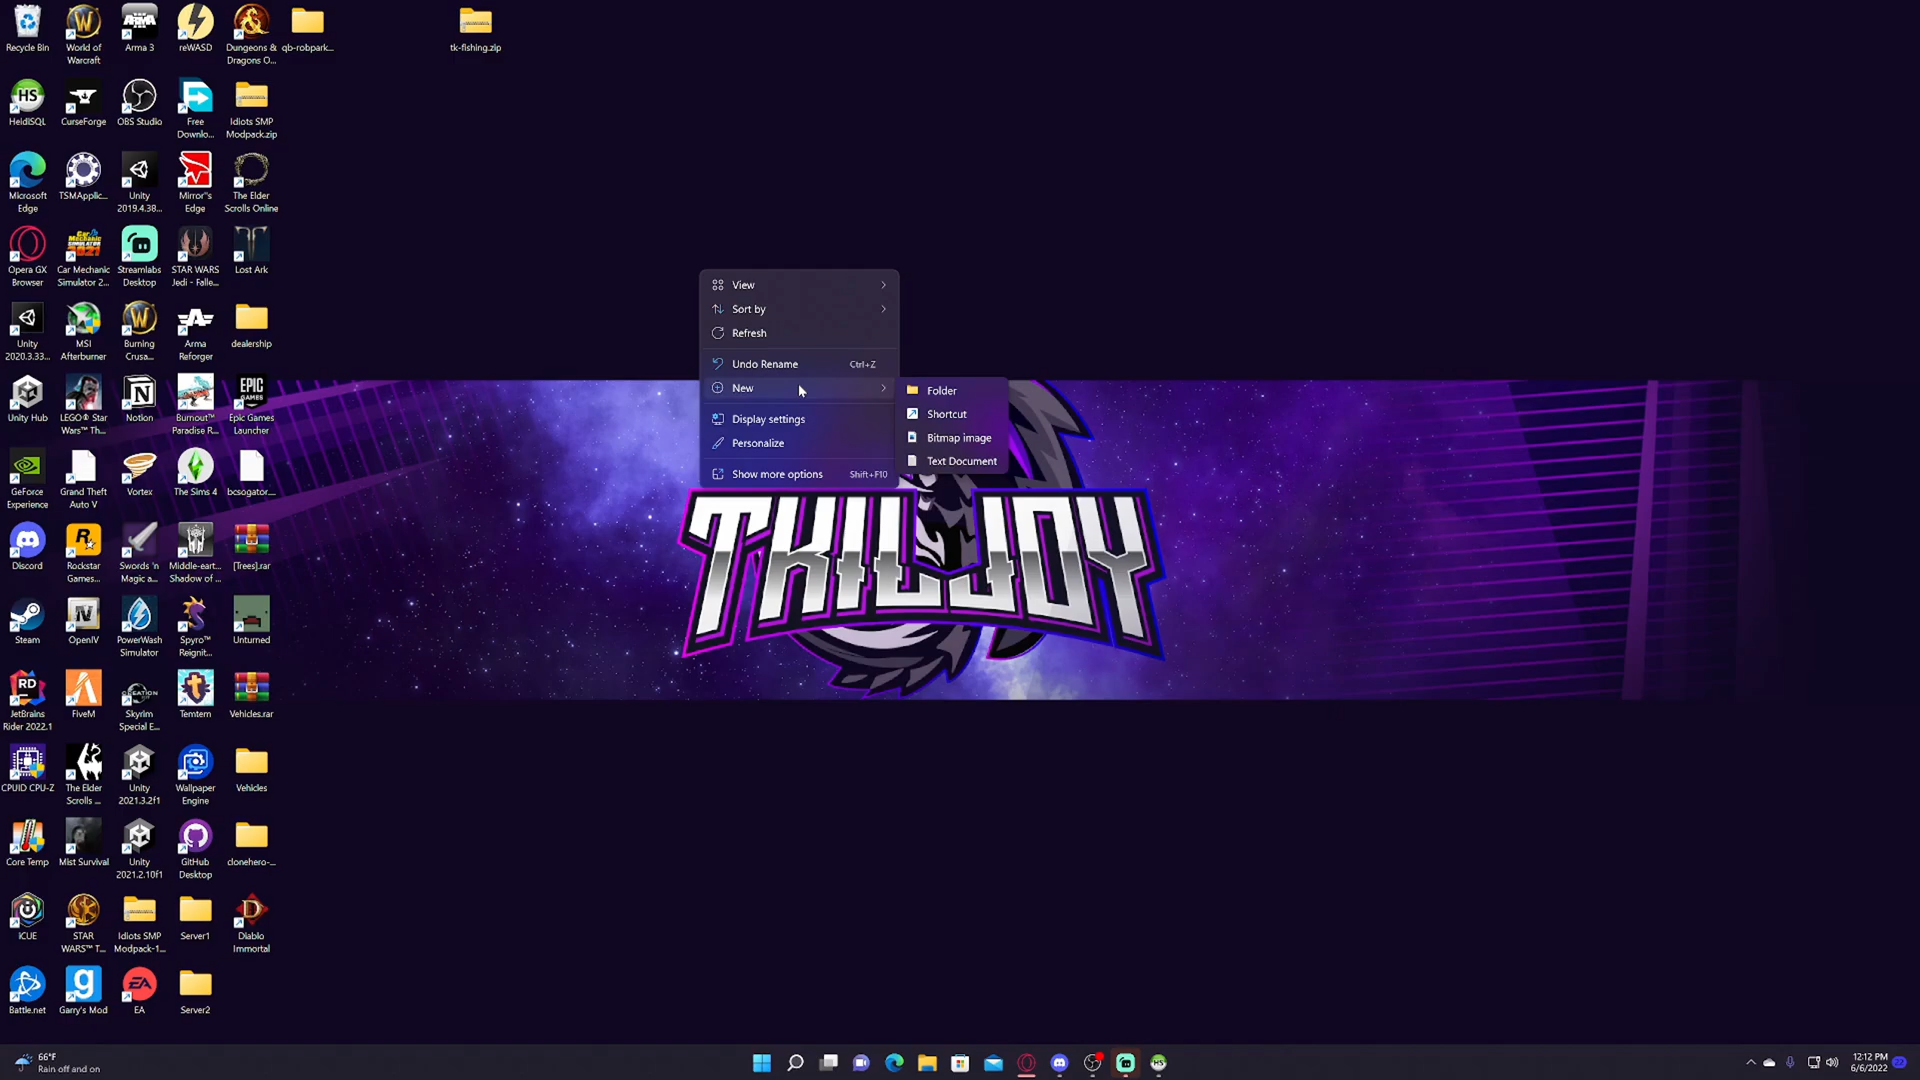 Recycle Bin
World of
Warcraft
Arma 3
reWASD
Dungeons &
Dragons O...
qb-robpark...
tk-fishing.zip
HeidiSQL
CurseForge
OBS Studio
Free
Downlo...
Idiots SMP
Modpack.zip
Microsoft
Edge
TSMApplic...
Unity
2019.4.38...
Mirror's
Edge
The Elder
Scrolls Online
Opera GX
Browser
Car Mechanic
Simulator 2...
Streamlabs
Desktop
STAR WARS
Jedi - Falle...
Lost Ark
Unity
2020.3.33...
MSI
Afterburner
Burning
Crusa...
Arma
Reforger
dealership
Unity Hub
LEGO® Star
Wars™ Th...
Notion
Burnout™
Paradise R...
Epic Games
Launcher
GeForce
Experience
Grand Theft
Auto V
Vortex
The Sims 4
bcsogator....
Discord
Rockstar
Games...
Swords 'n
Magic a...
Middle-eart...
Shadow of ...
[Trees].rar
Steam
OpenIV
PowerWash
Simulator
Spyro™
Reignit...
Unturned
JetBrains
Rider 2022.1
FiveM
Skyrim
Special E...
Temtem
Vehicles.rar
CPUID CPU-Z
The Elder
Scrolls ...
Unity
2021.3.2f1
Wallpaper
Engine
Vehicles
Core Temp
Mist Survival
Unity
2021.2.10f1
GitHub
Desktop
clonehero-...
iCUE
STAR
WARS™ T...
Idiots SMP
Modpack-1...
Server1
Diablo
Immortal
Battle.net
Garry's Mod
EA
Server2
View
Sort by
Refresh
Undo Rename Ctrl+Z
New
Display settings
Personalize
Show more options Shift+F10
Folder
Shortcut
Bitmap image
Text Document
TKILJOY
66°F
Rain off and on
12:12 PM
6/6/2022